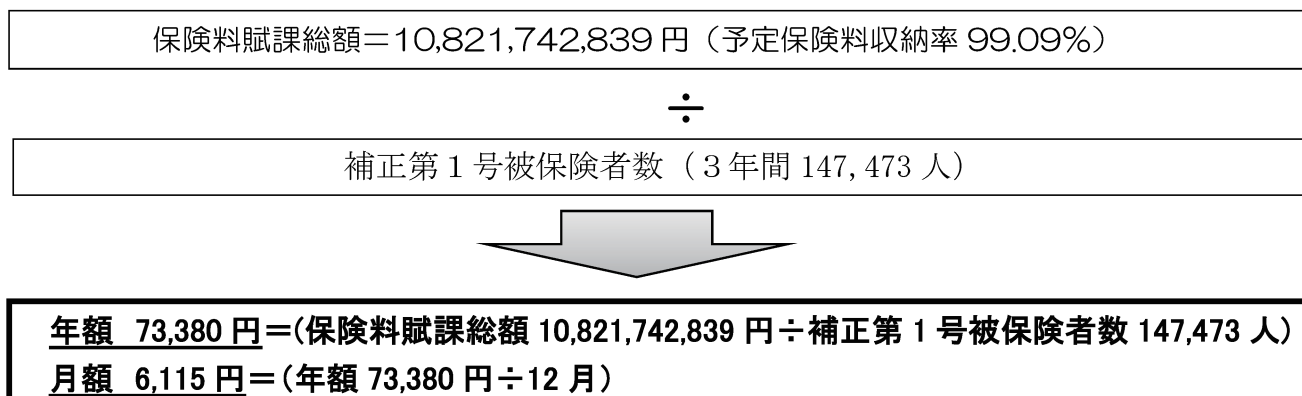 保険料賦課総額＝10,821,742,839 円（予定保険料収納率 99.09%）
÷
補正第１号被保険者数（３年間 147,473 人）
年額 73,380 円＝（保険料賦課総額 10,821,742,839 円÷補正第１号被保険者数 147,473 人）
月額 6,115 円＝（年額 73,380 円÷12 月）